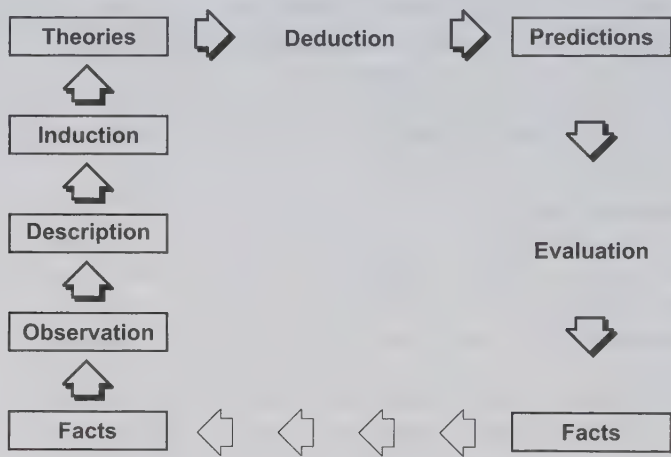 Theories Deduction Predictions
Induction
Description
Evaluation
Observation
Facts Facts